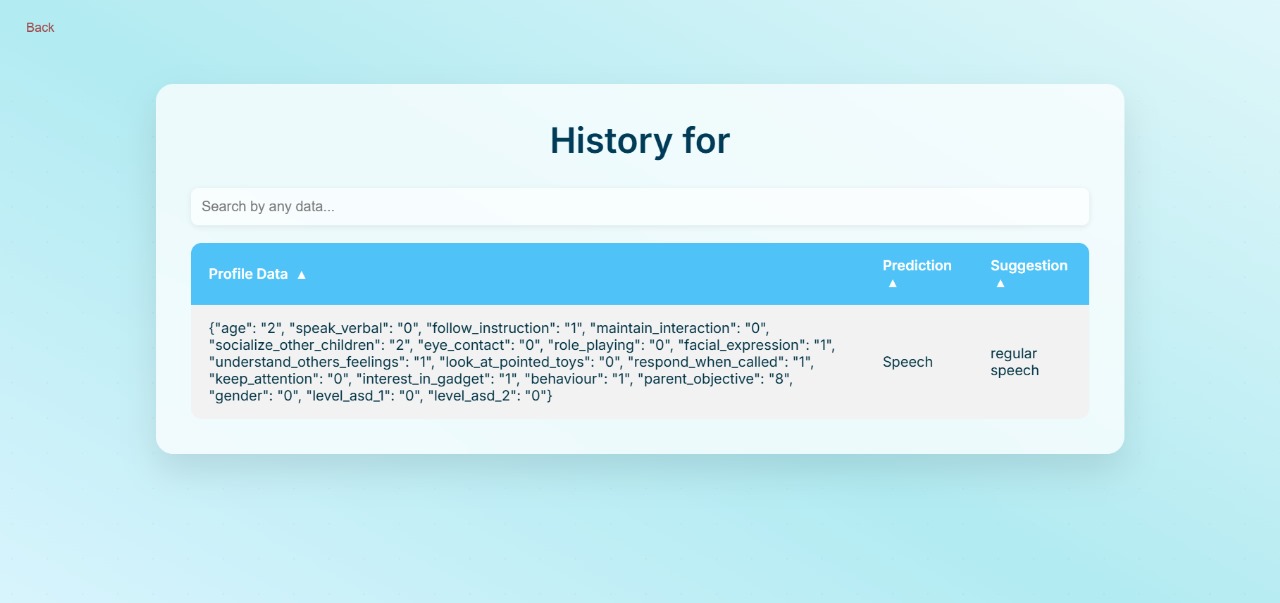 Back
History for
Search by any data...
Profile Data ▲
Prediction ▲
Suggestion ▲
{"age": "2", "speak_verbal": "0", "follow_instruction": "1", "maintain_interaction": "0",
"socialize_other_children": "2", "eye_contact": "0", "role_playing": "0", "facial_expression": "1",
"understand_others_feelings": "1", "look_at_pointed_toys": "0", "respond_when_called": "1",
"keep_attention": "0", "interest_in_gadget": "1", "behaviour": "1", "parent_objective": "8",
"gender": "0", "level_asd_1": "0", "level_asd_2": "0"}
Speech
regular
speech